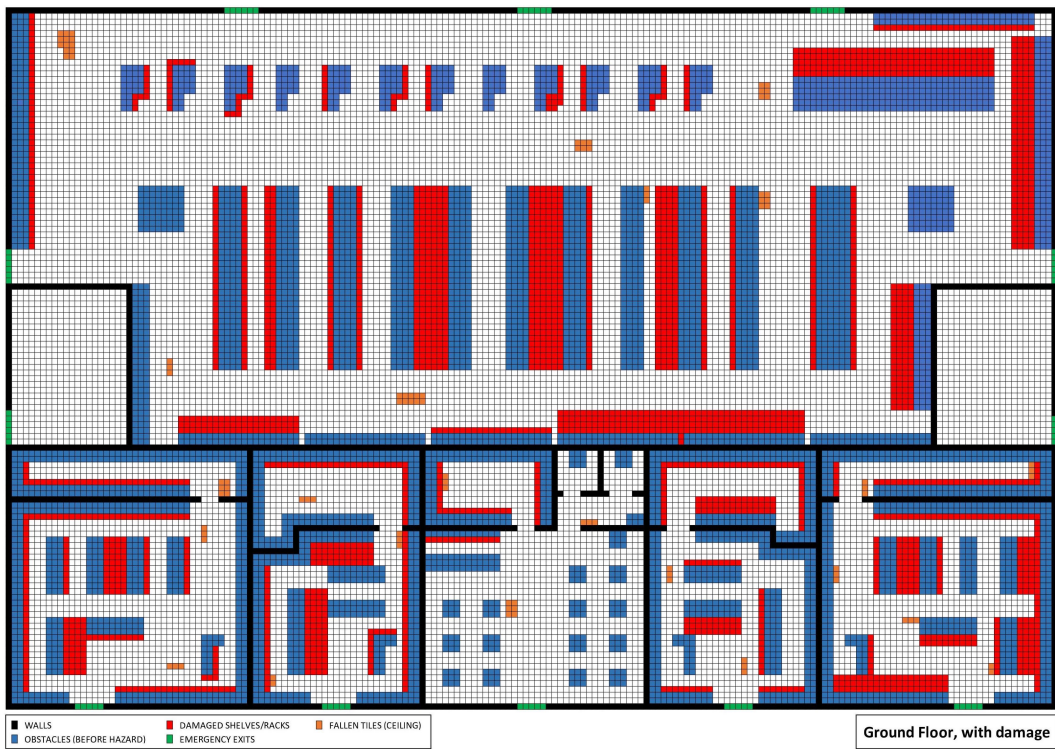 WALLS
DAMAGED SHELVES/RACKS
FALLEN TILES (CEILING)
OBSTACLES (BEFORE HAZARD)
EMERGENCY EXITS
Ground Floor, with damage